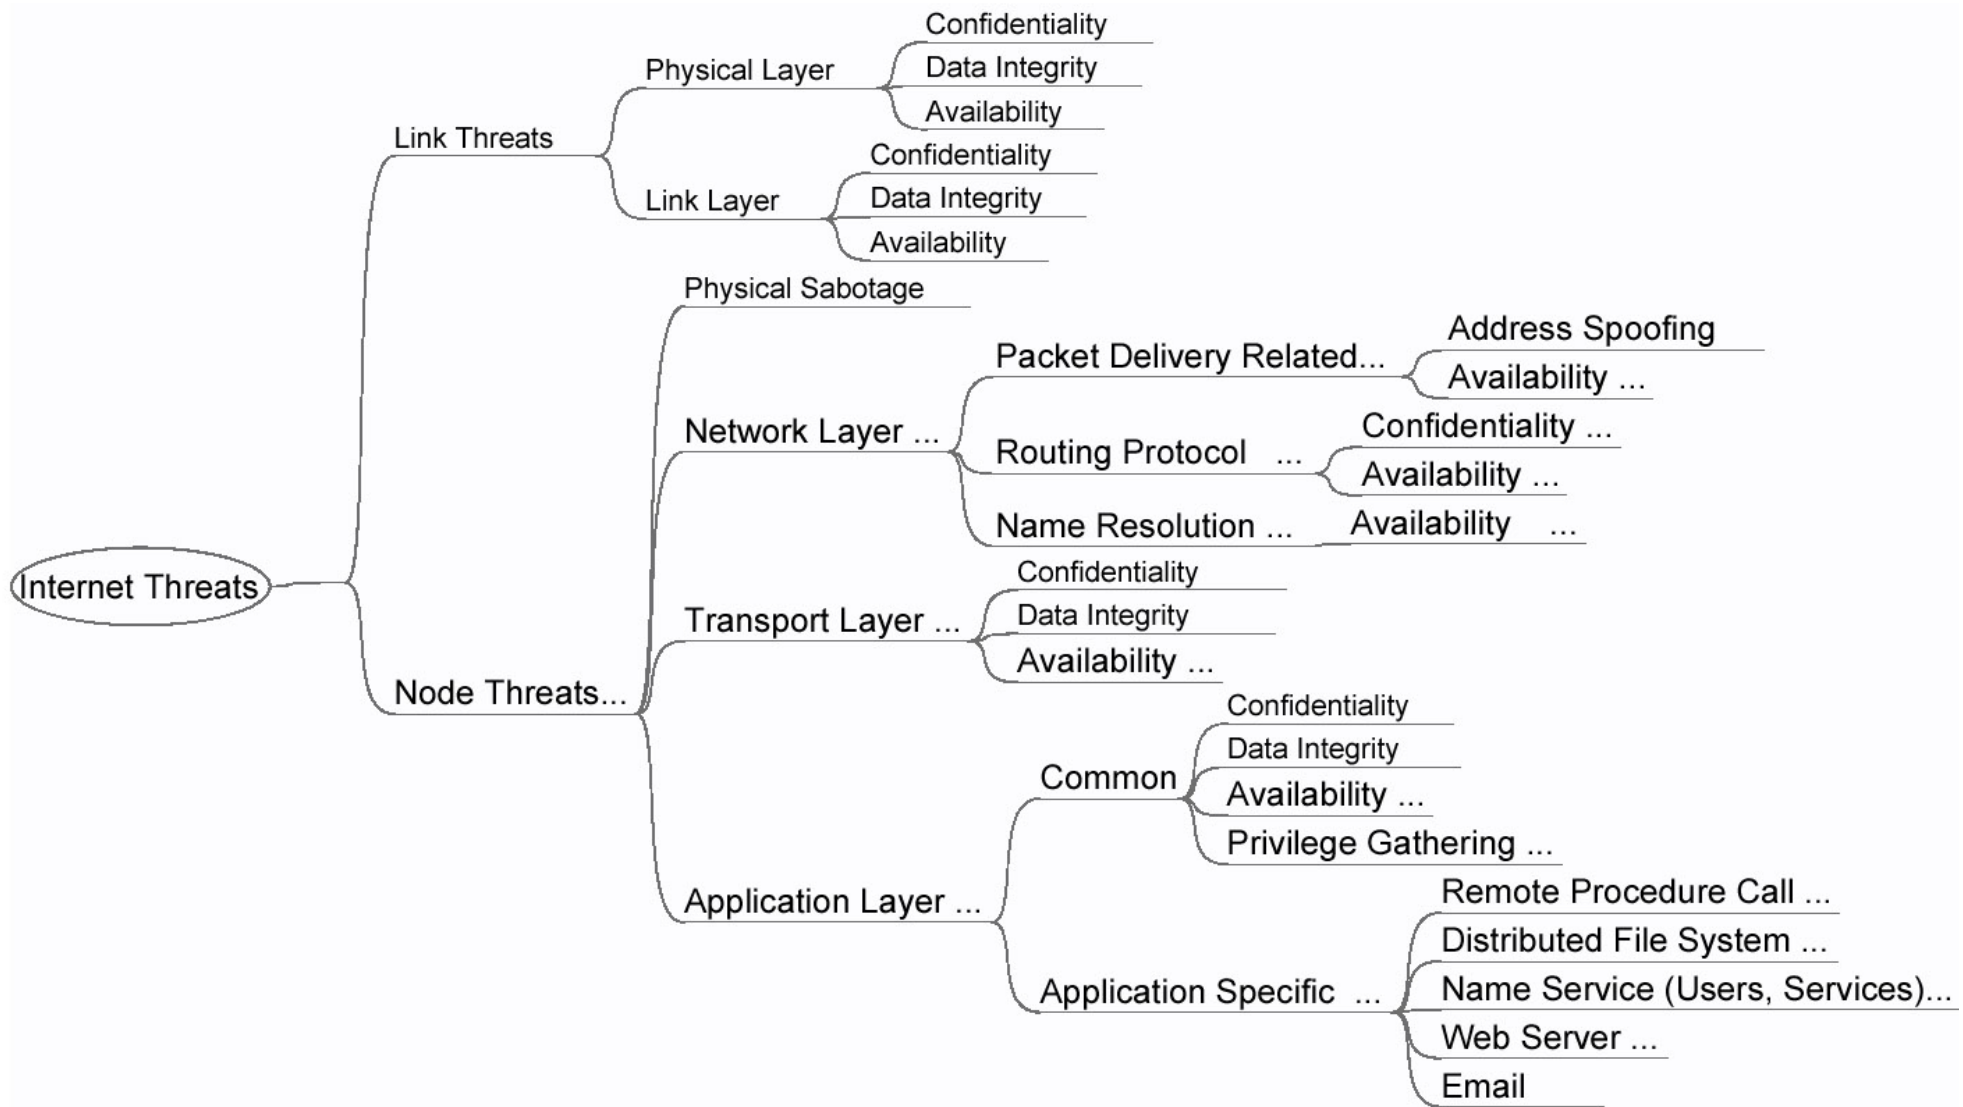 Confidentiality
Physical Layer
Data Integrity
Availability
Link Threats
Confidentiality
Link Layer
Data Integrity
Availability
Physical Sabotage
Address Spoofing
Packet Delivery Related...
Availability ...
Network Layer ...
Confidentiality ...
Routing Protocol ...
Availability ...
Name Resolution ...
Availability ...
Internet Threats
Confidentiality
Transport Layer ...
Data Integrity
Availability ...
Node Threats...
Confidentiality
Data Integrity
Common
Availability ...
Privilege Gathering ...
Application Layer ...
Remote Procedure Call ...
Distributed File System ...
Application Specific ...
Name Service (Users, Services)...
Web Server ...
Email